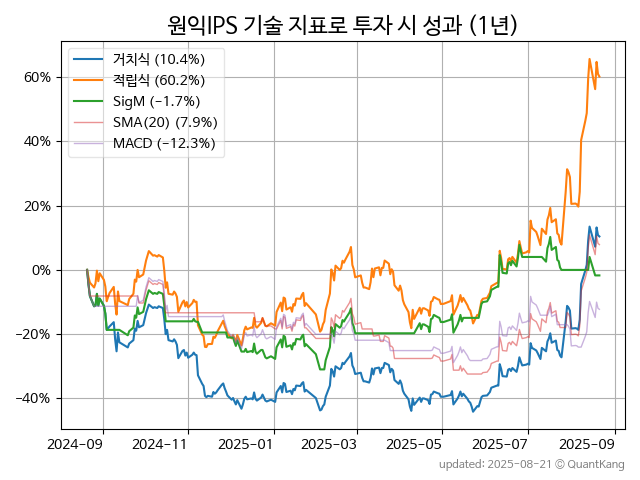 원익IPS 기술 지표로 투자 시 성과 (1년)
거치식 (10.4%)
적립식 (60.2%)
SigM (−1.7%)
SMA(20) (7.9%)
MACD (−12.3%)
60%
40%
20%
0%
−20%
−40%
2024-09
2024-11
2025-01
2025-03
2025-05
2025-07
2025-09
updated: 2025-08-21 © QuantKang